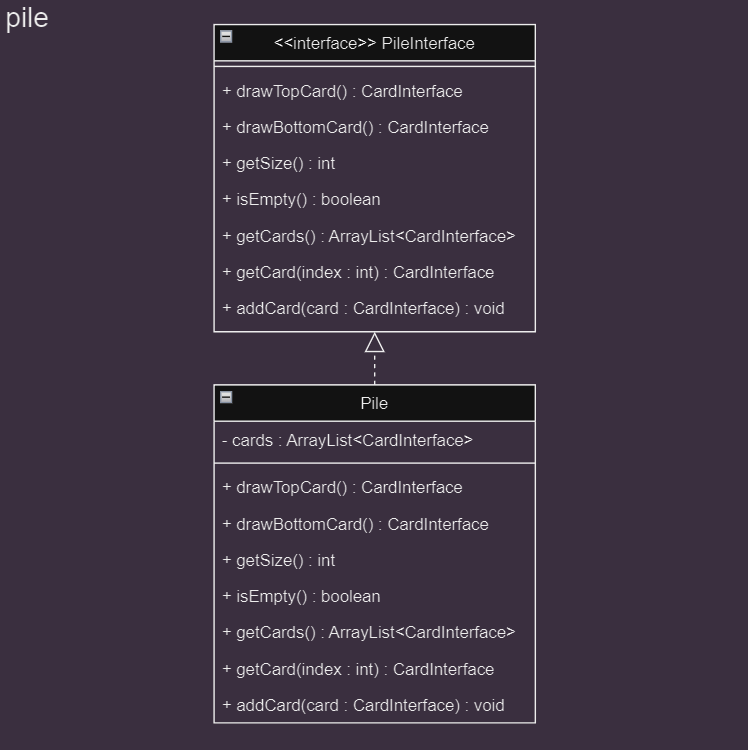 pile
<<interface>> PileInterface
+ drawTopCard() : CardInterface
+ drawBottomCard() : CardInterface
+ getSize() : int
+ isEmpty() : boolean
+ getCards() : ArrayList<CardInterface>
+ getCard(index : int) : CardInterface
+ addCard(card : CardInterface) : void
Pile
- cards : ArrayList<CardInterface>
+ drawTopCard() : CardInterface
+ drawBottomCard() : CardInterface
+ getSize() : int
+ isEmpty() : boolean
+ getCards() : ArrayList<CardInterface>
+ getCard(index : int) : CardInterface
+ addCard(card : CardInterface) : void